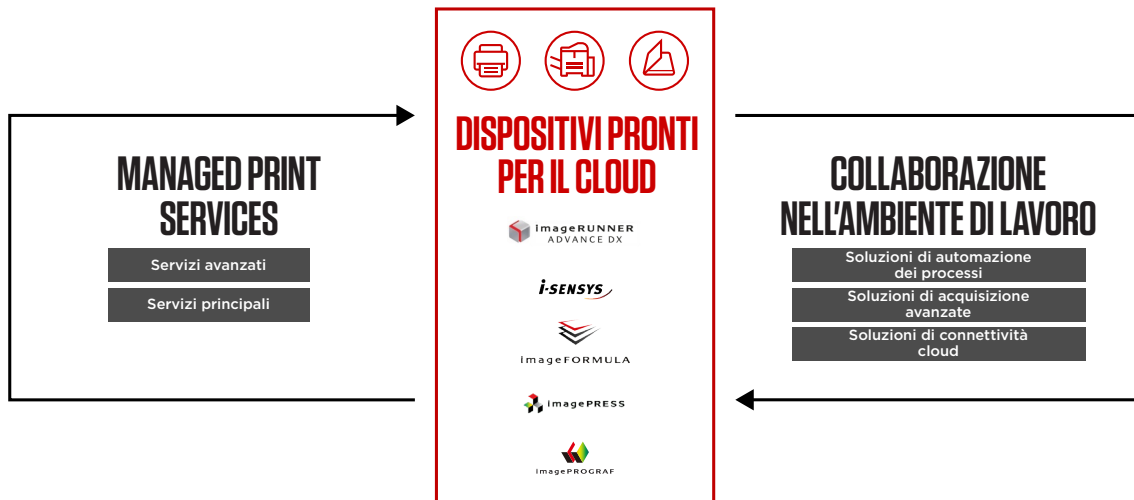 MANAGED PRINT
SERVICES
Servizi avanzati
Servizi principali
DISPOSITIVI PRONTI
PER IL CLOUD
imageRUNNER
ADVANCE DX
i-SENSYS
imageFORMULA
imagePRESS
imagePROGRAF
COLLABORAZIONE
NELL'AMBIENTE DI LAVORO
Soluzioni di automazione
dei processi
Soluzioni di acquisizione
avanzate
Soluzioni di connettività
cloud